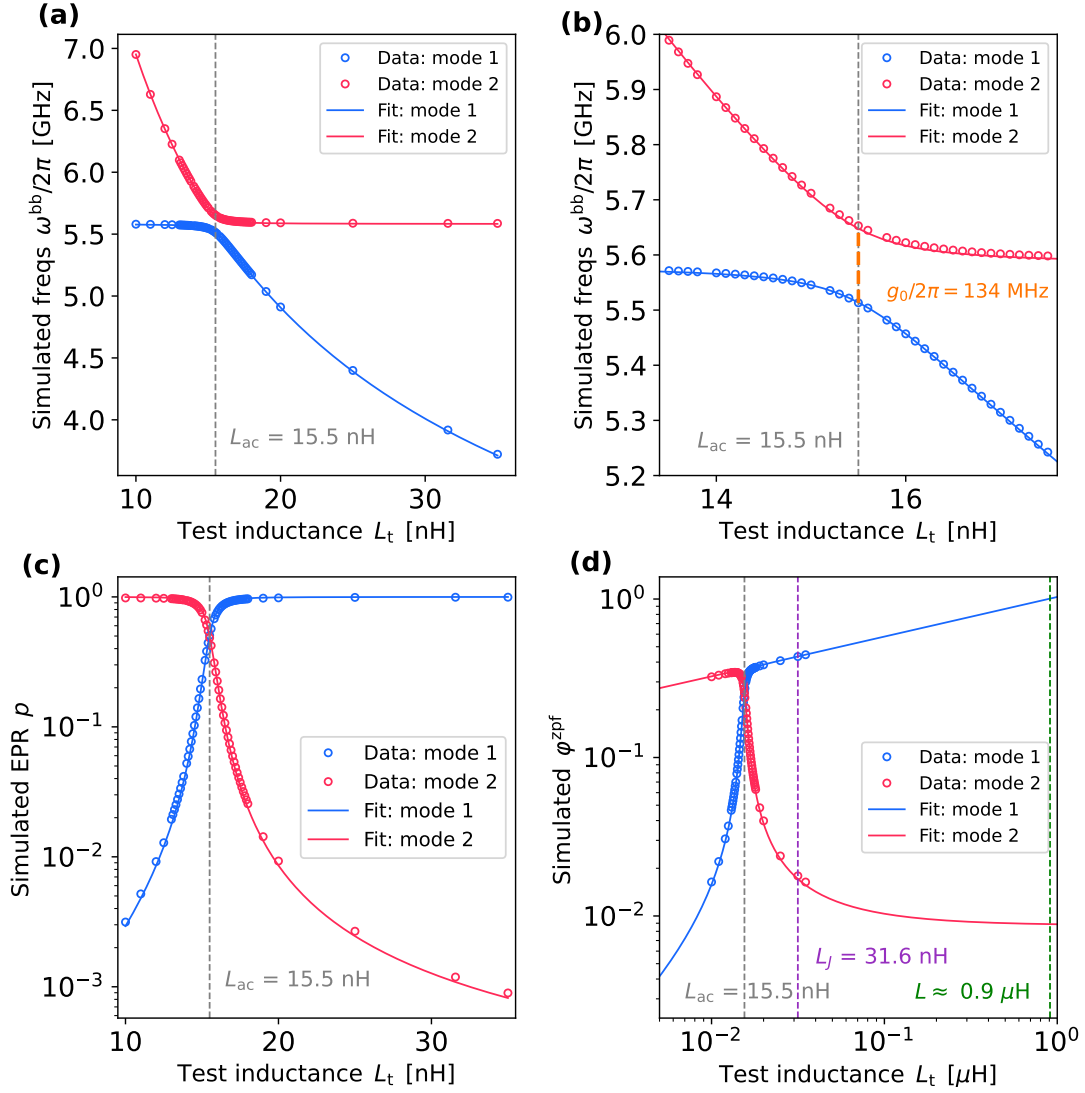 (a)
7.0
6.5
6.0
5.5
5.0
4.5
4.0
Simulated freqs ω^bb/2π [GHz]
Data: mode 1
Data: mode 2
Fit: mode 1
Fit: mode 2
L_ac = 15.5 nH
10 20 30
Test inductance L_t [nH]
(b)
6.0
5.9
5.8
5.7
5.6
5.5
5.4
5.3
5.2
Simulated freqs ω^bb/2π [GHz]
Data: mode 1
Data: mode 2
Fit: mode 1
Fit: mode 2
g_0/2π = 134 MHz
L_ac = 15.5 nH
14 16
Test inductance L_t [nH]
(c)
10^0
10^−1
10^−2
10^−3
Simulated EPR p
Data: mode 1
Data: mode 2
Fit: mode 1
Fit: mode 2
L_ac = 15.5 nH
10 20 30
Test inductance L_t [nH]
(d)
10^0
10^−1
10^−2
Simulated φ^zpf
Data: mode 1
Data: mode 2
Fit: mode 1
Fit: mode 2
L_J = 31.6 nH
L_ac = 15.5 nH
L ≈ 0.9 μH
10^−2 10^−1 10^0
Test inductance L_t [μH]